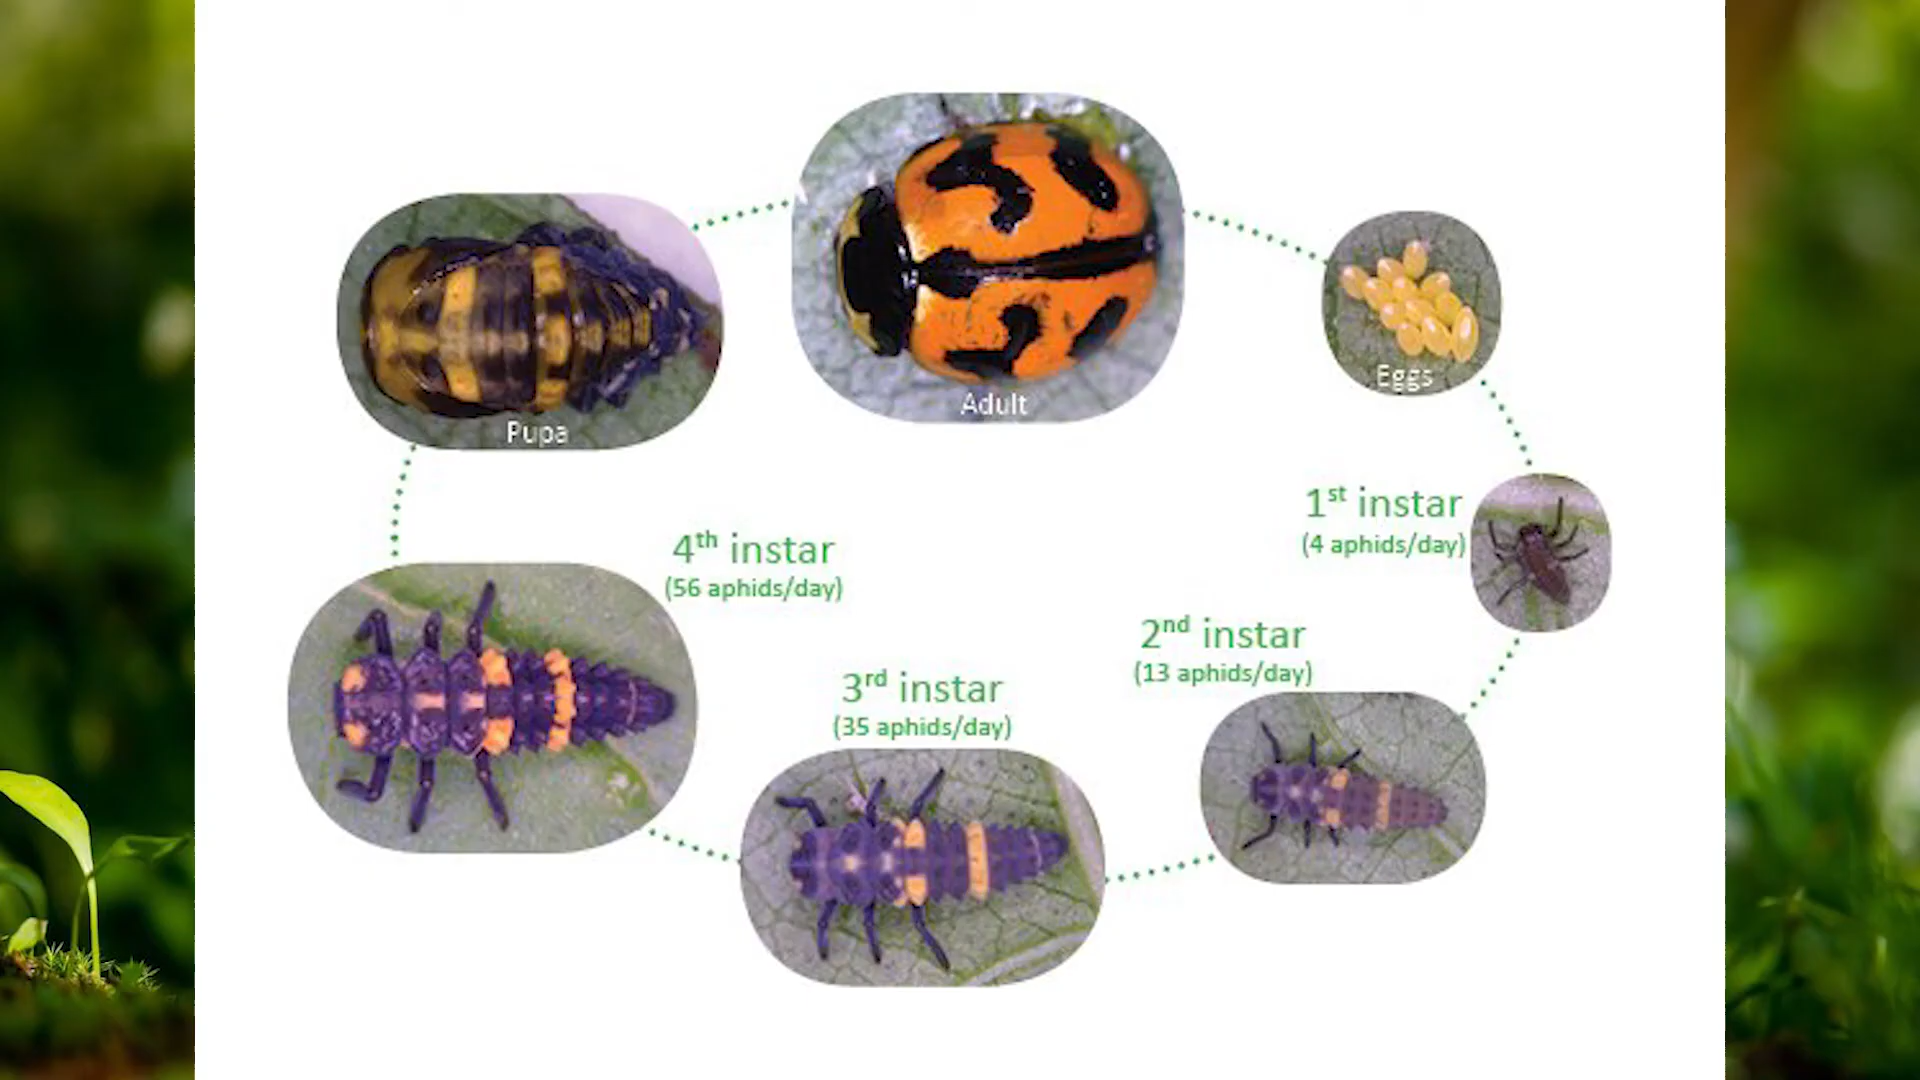 Adult
Eggs
Pupa
1st instar
(4 aphids/day)
2nd instar
(13 aphids/day)
3rd instar
(35 aphids/day)
4th instar
(56 aphids/day)